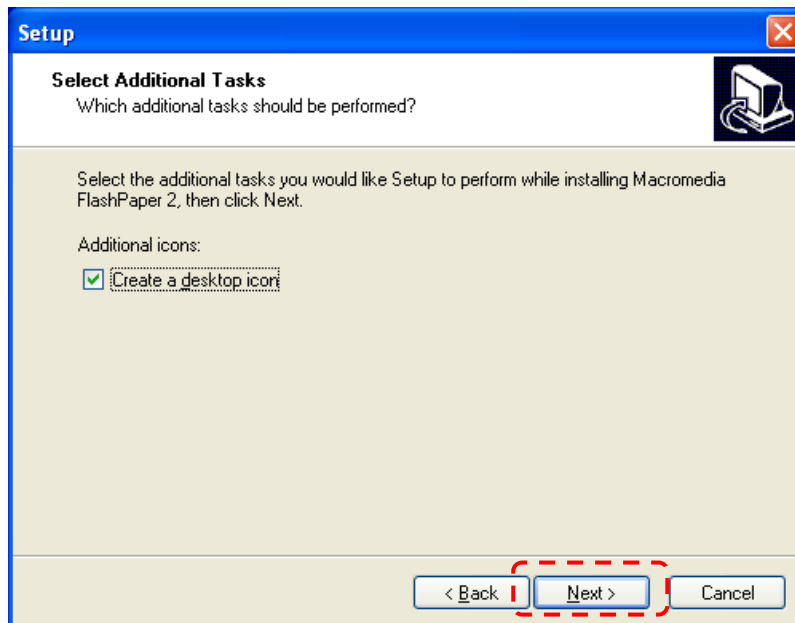 Setup
Select Additional Tasks
Which additional tasks should be performed?
Select the additional tasks you would like Setup to perform while installing Macromedia
FlashPaper 2, then click Next.
Additional icons:
Create a desktop icon
< Back Next > Cancel